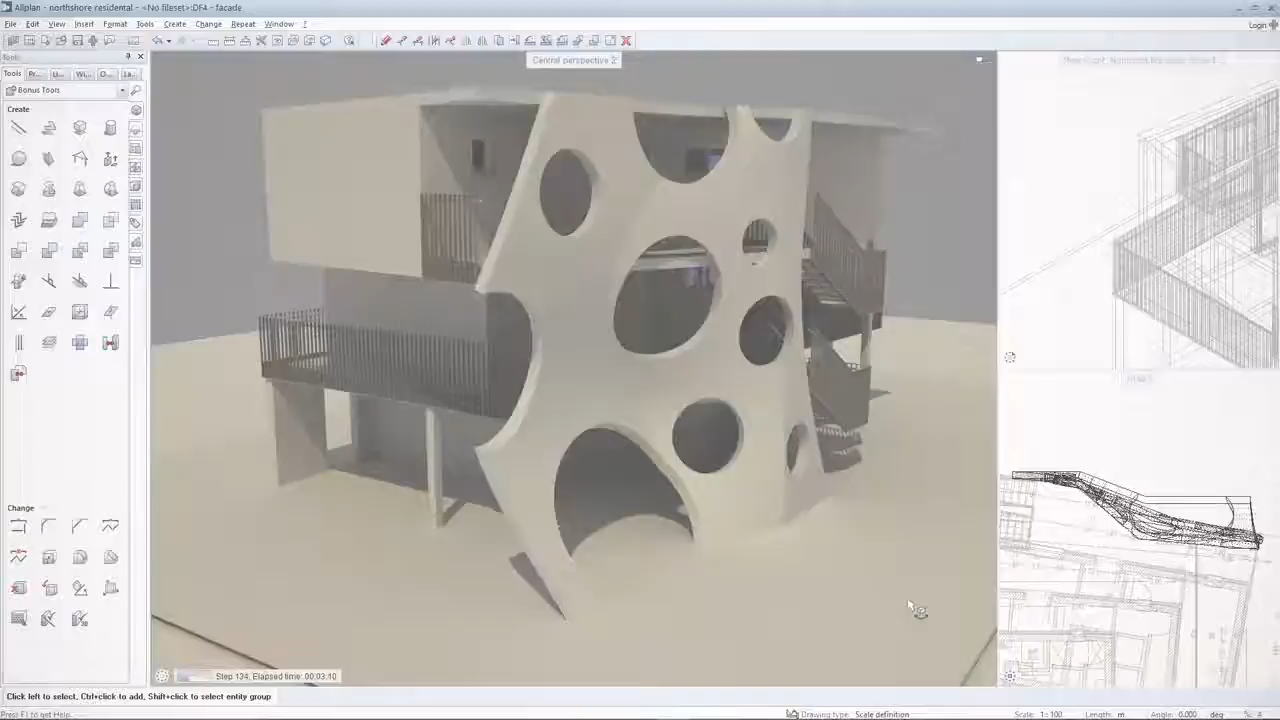 Allplan - northshore residental - <No fileset>:DF4 - facade
File Edit View Insert Format Tools Create Change Repeat Window ?
Login
Tools
Tools
Bonus Tools
Create
Change
Central perspective 2
Step 134, Elapsed time: 00:03:10
Click left to select, Ctrl+click to add, Shift+click to select entity group
Press F1 to get Help.
Drawing type: Scale definition
Scale: 1:100
Length: m
Angle: 0.000
deg